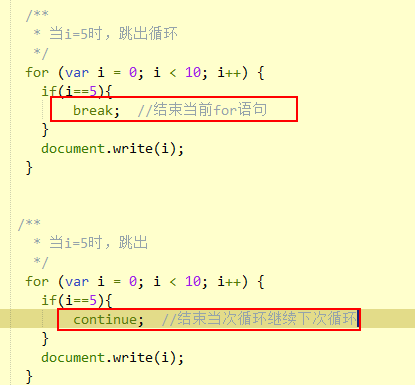 /**
 * 当i=5时，跳出循环
 */
for (var i = 0; i < 10; i++) {
  if(i==5){
      break;  //结束当前for语句
  }
  document.write(i);
}
/**
 * 当i=5时，跳出
 */
for (var i = 0; i < 10; i++) {
  if(i==5){
      continue;  //结束当次循环继续下次循环
  }
  document.write(i);
}